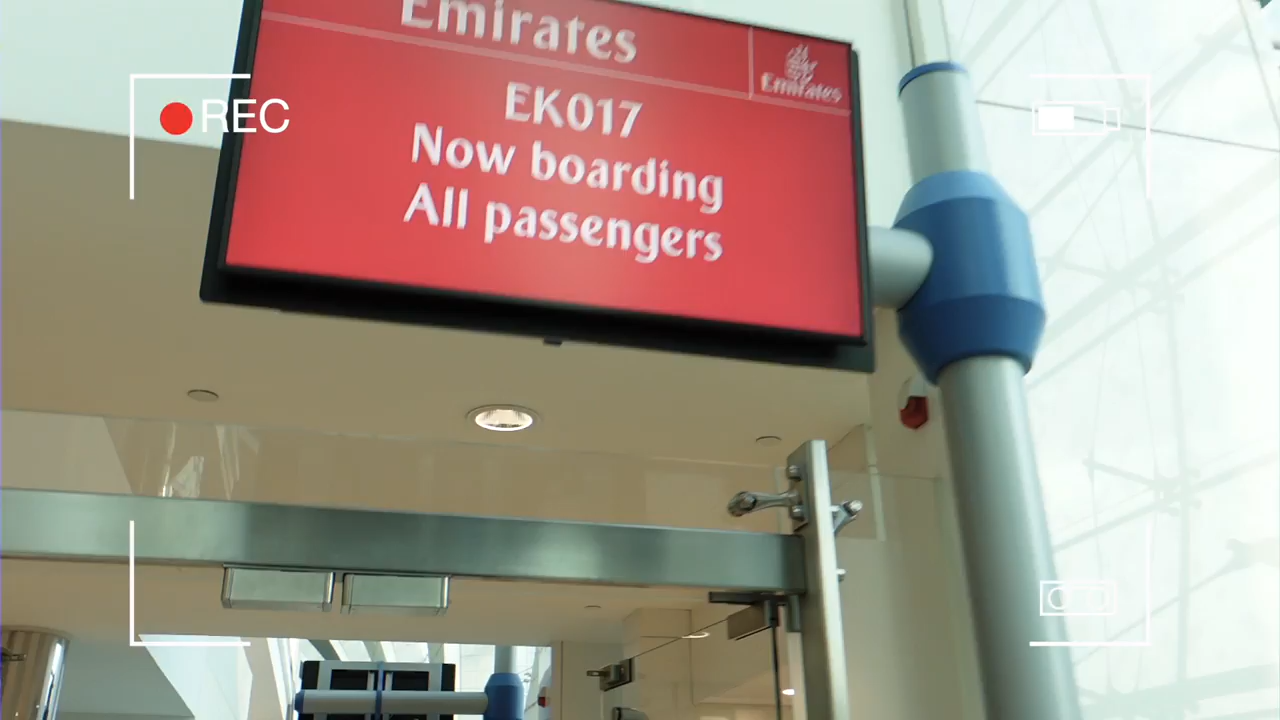 Emirates
Emirates
REC
EK017
Now boarding
All passengers